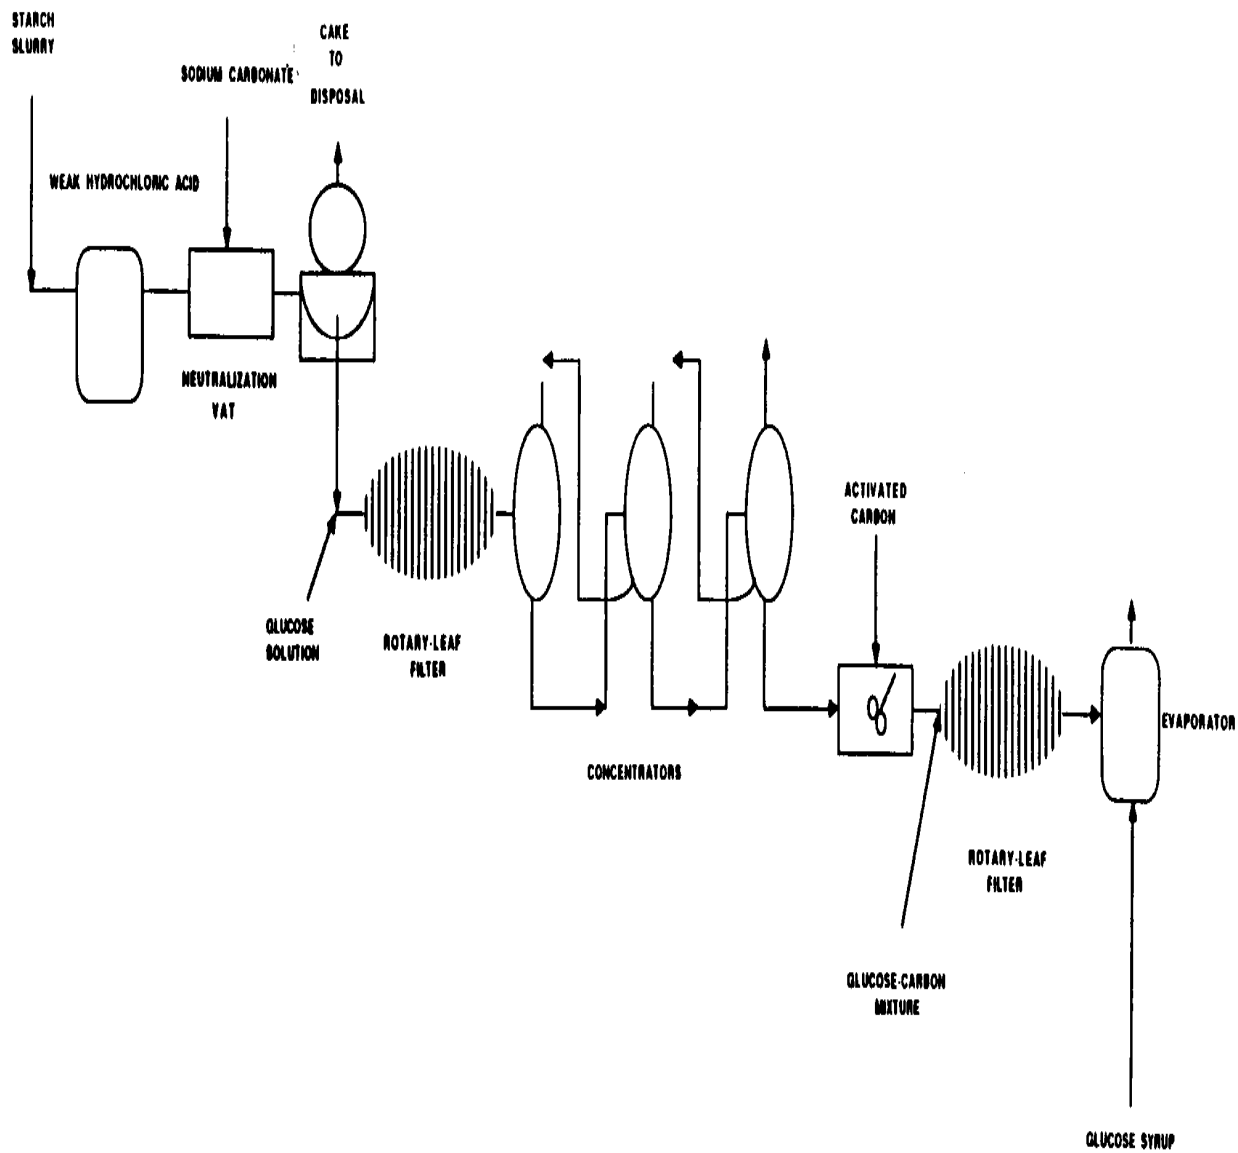 STARCH
SLURRY
CAKE
TO
DISPOSAL
SODIUM CARBONATE
WEAK HYDROCHLORIC ACID
NEUTRALIZATION
VAT
GLUCOSE
SOLUTION
ROTARY-LEAF
FILTER
CONCENTRATORS
ACTIVATED
CARBON
EVAPORATOR
ROTARY-LEAF
FILTER
GLUCOSE-CARBON
MIXTURE
GLUCOSE SYRUP